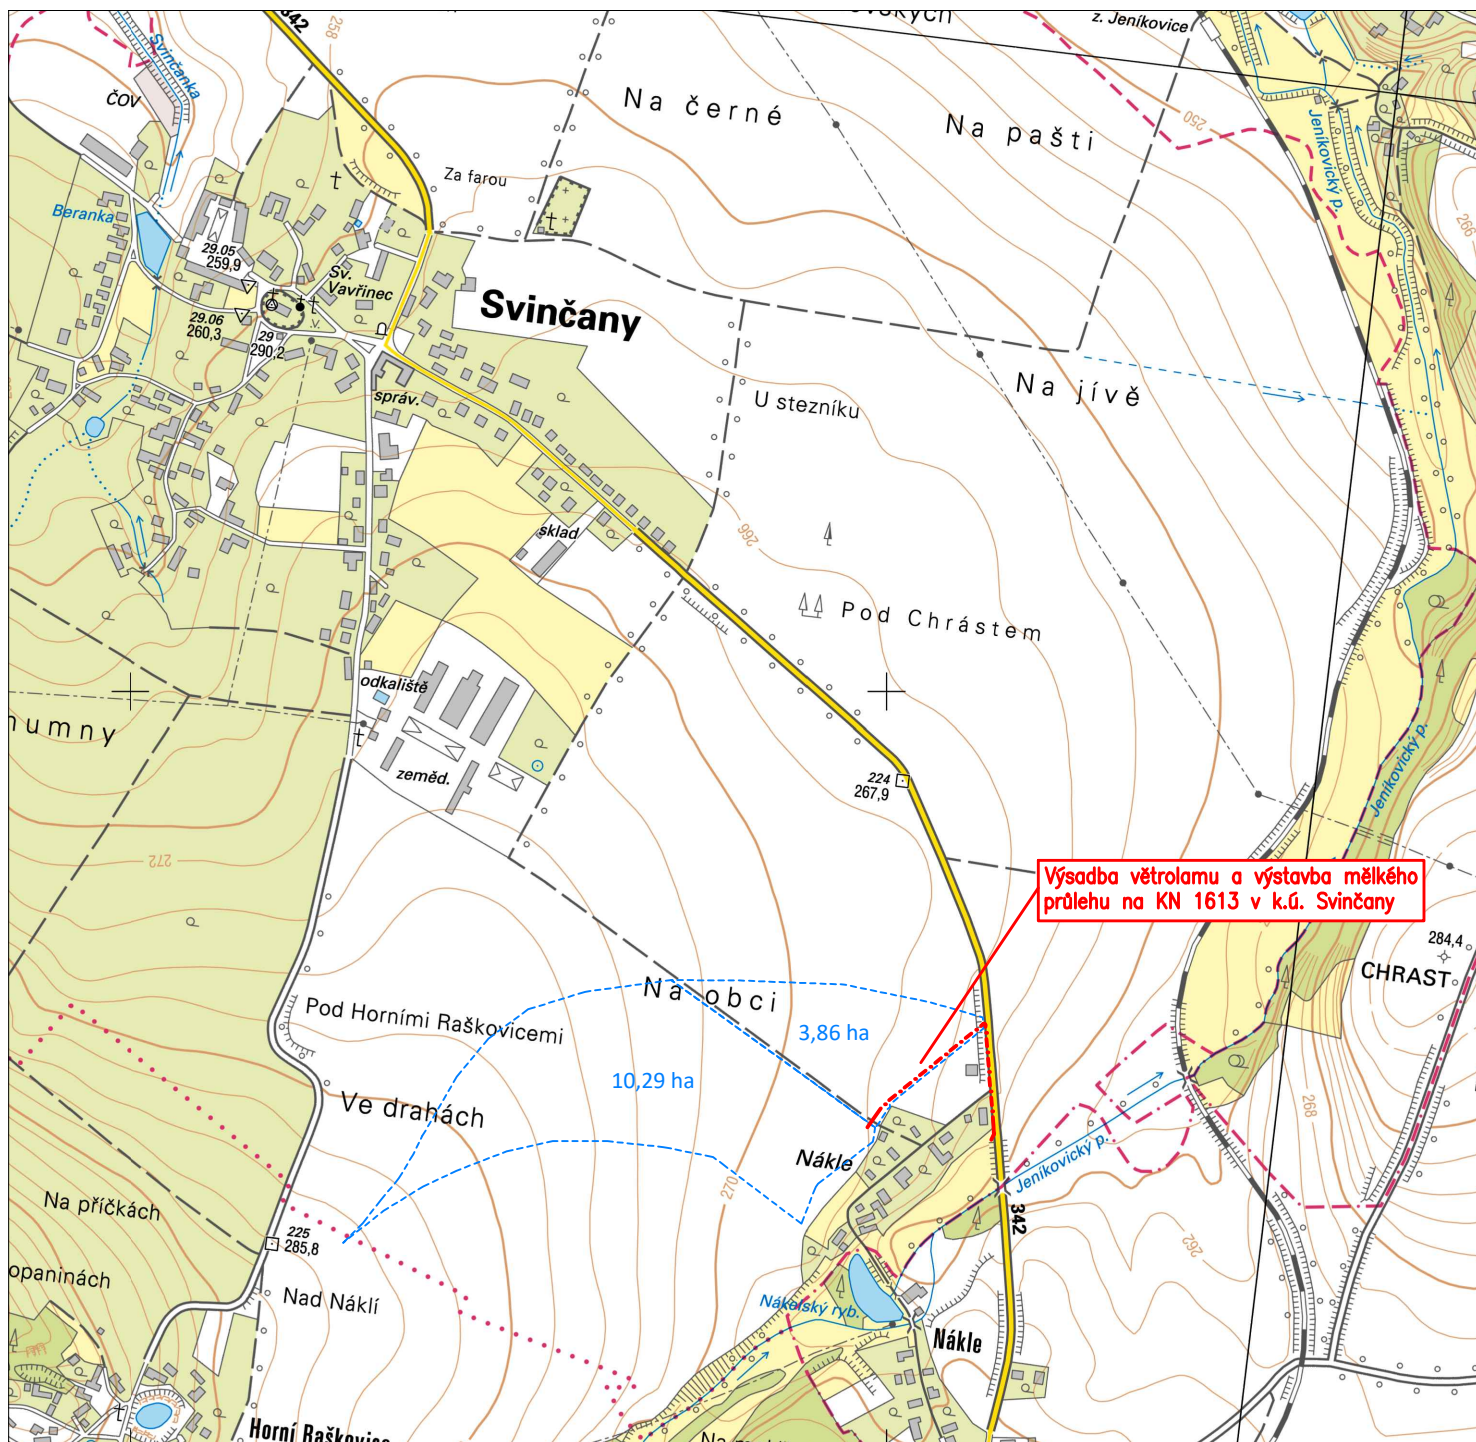 342
258
z. Jeníkovice
Svinčanka
ČOV
Na černé
Na pašti
250
Jeníkovický p.
Za farou
266
Beranka
29.05
259,9
Sv.
Vavřinec
29.06
260,3
29
290,2
Svinčany
správ.
U stezníku
Na jívě
266
sklad
Pod Chrástem
odkaliště
zeměd.
224
267,9
Jeníkovický p.
272
Výsadba větrolamu a výstavba mělkého
průlehu na KN 1613 v k.ú. Svinčany
284,4
CHRAST
Na obci
Pod Horními Raškovicemi
3,86 ha
10,29 ha
Ve drahách
268
Nákle
Jeníkovický p.
270
Na příčkách
225
285,8
342
262
Nad Náklí
Nákelský ryb.
Nákle
Horní Raškovice